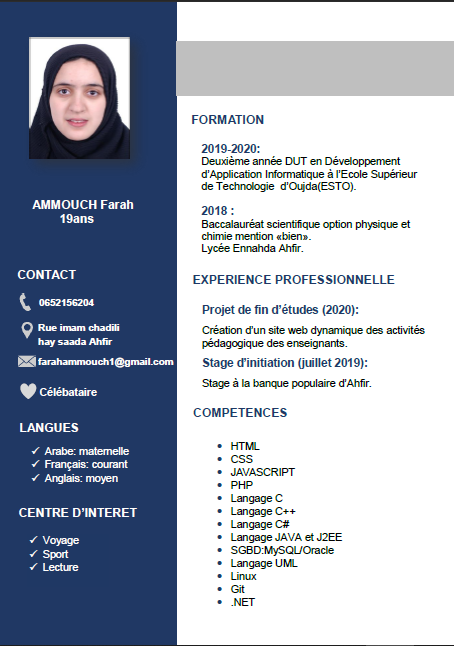 AMMOUCH Farah
19ans
CONTACT
0652156204
Rue imam chadili
hay saada Ahfir
farahammouch1@gmail.com
Célébataire
LANGUES
✓ Arabe: maternelle
✓ Français: courant
✓ Anglais: moyen
CENTRE D'INTERET
✓ Voyage
✓ Sport
✓ Lecture
FORMATION
2019-2020:
Deuxième année DUT en Développement
d'Application Informatique à l'Ecole Supérieur
de Technologie d'Oujda(ESTO).
2018 :
Baccalauréat scientifique option physique et
chimie mention «bien».
Lycée Ennahda Ahfir.
EXPERIENCE PROFESSIONNELLE
Projet de fin d'études (2020):
Création d'un site web dynamique des activités
pédagogique des enseignants.
Stage d'initiation (juillet 2019):
Stage à la banque populaire d'Ahfir.
COMPETENCES
• HTML
• CSS
• JAVASCRIPT
• PHP
• Langage C
• Langage C++
• Langage C#
• Langage JAVA et J2EE
• SGBD:MySQL/Oracle
• Langage UML
• Linux
• Git
• .NET